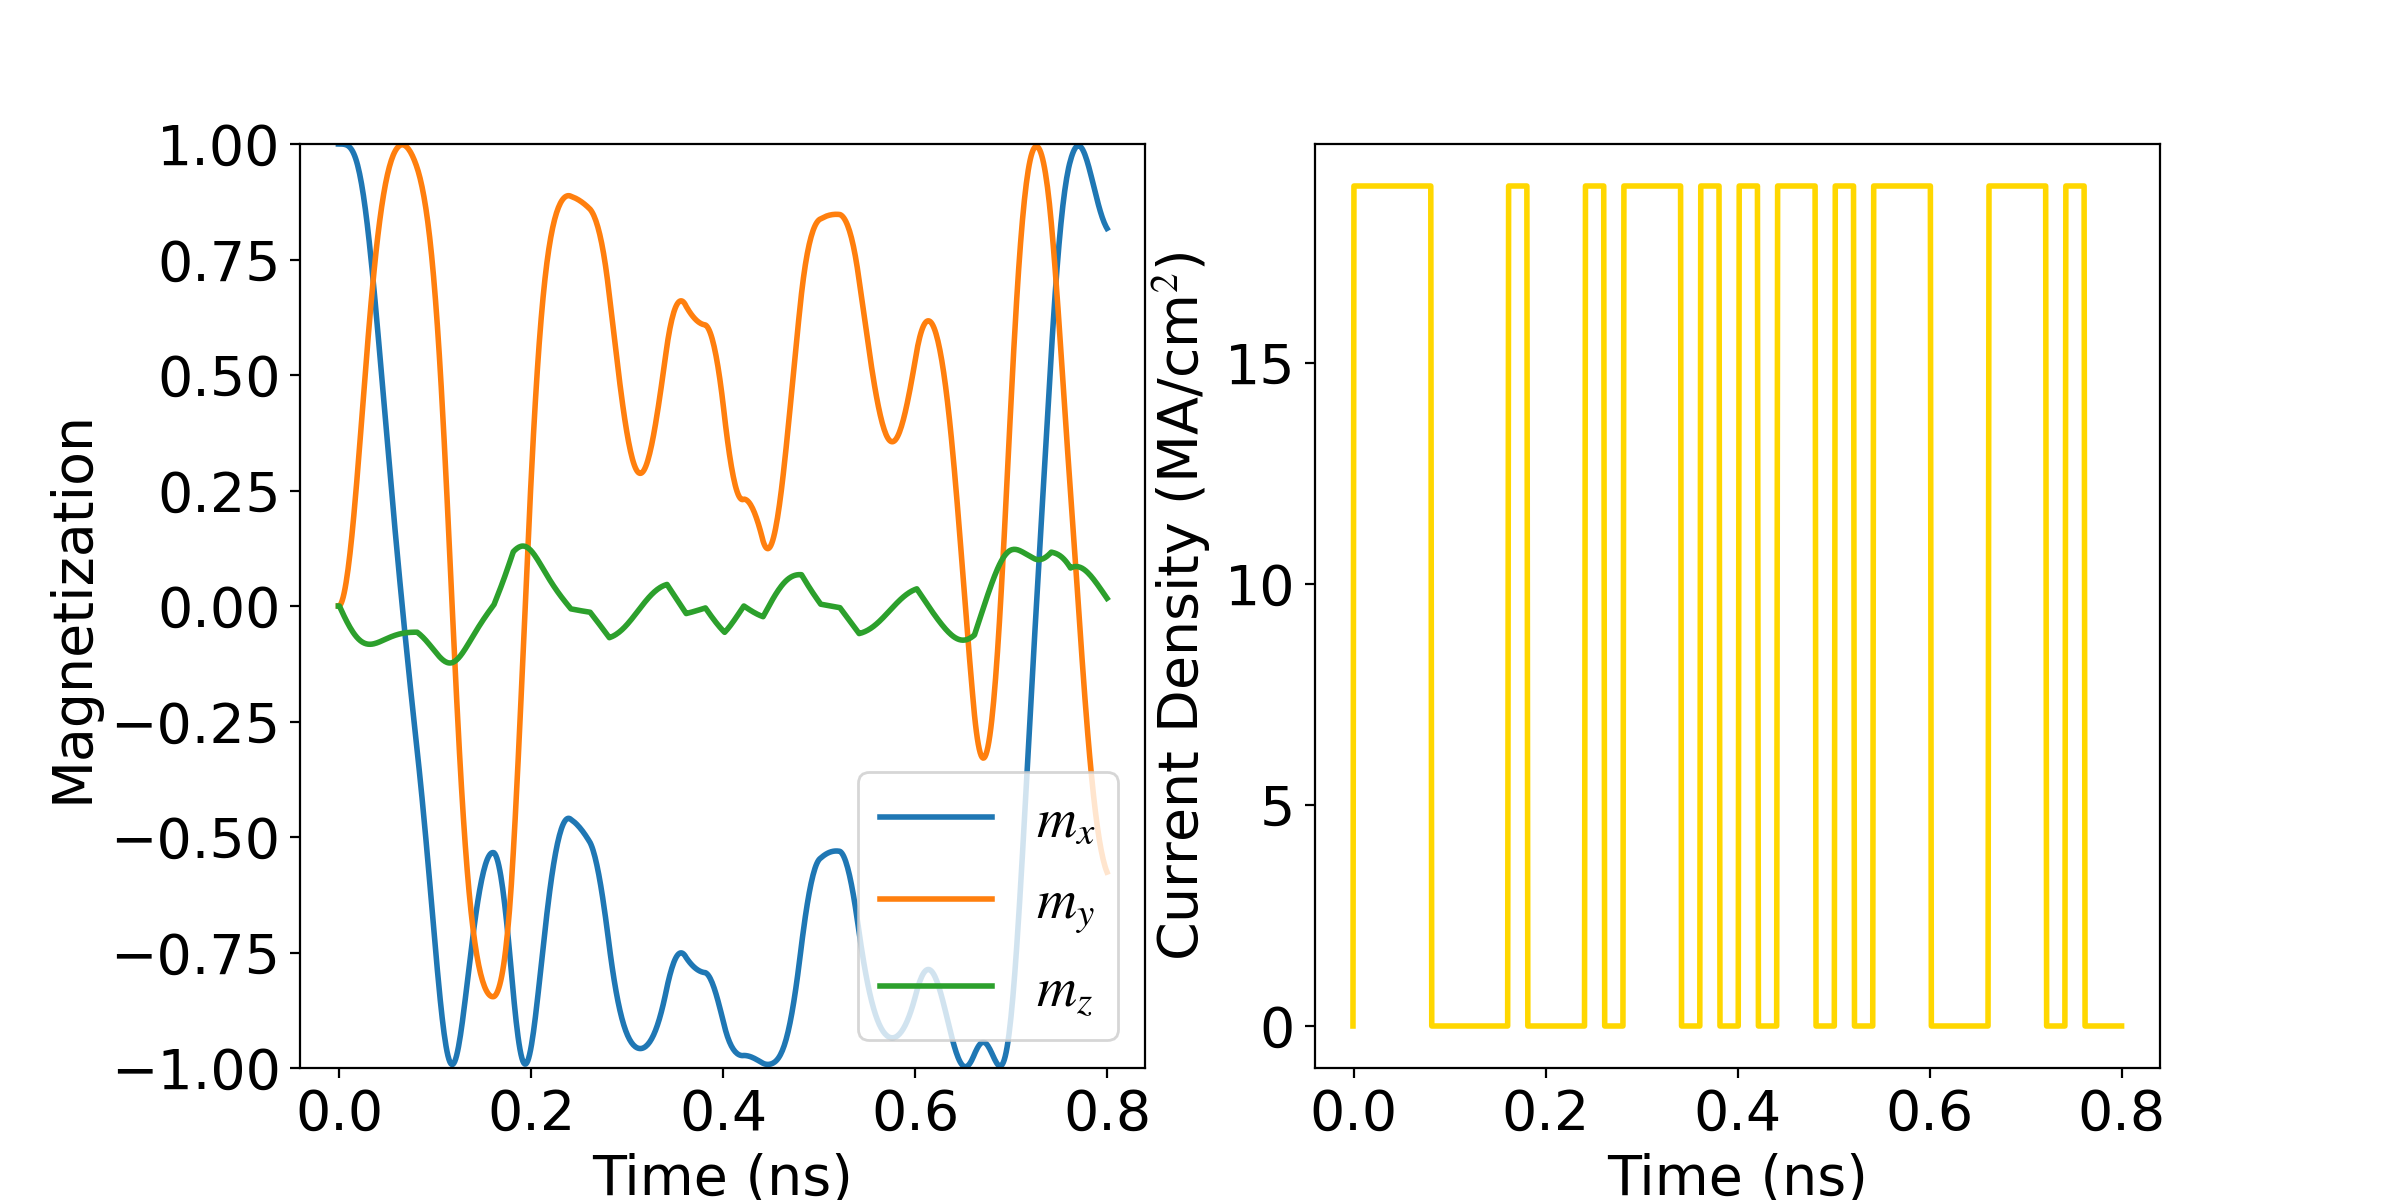 1.00
0.75
0.50
0.25
0.00
−0.25
−0.50
−0.75
−1.00
Magnetization
0.0 0.2 0.4 0.6 0.8
Time (ns)
m_x
m_y
m_z
Current Density (MA/cm²)
15
10
5
0
0.0 0.2 0.4 0.6 0.8
Time (ns)